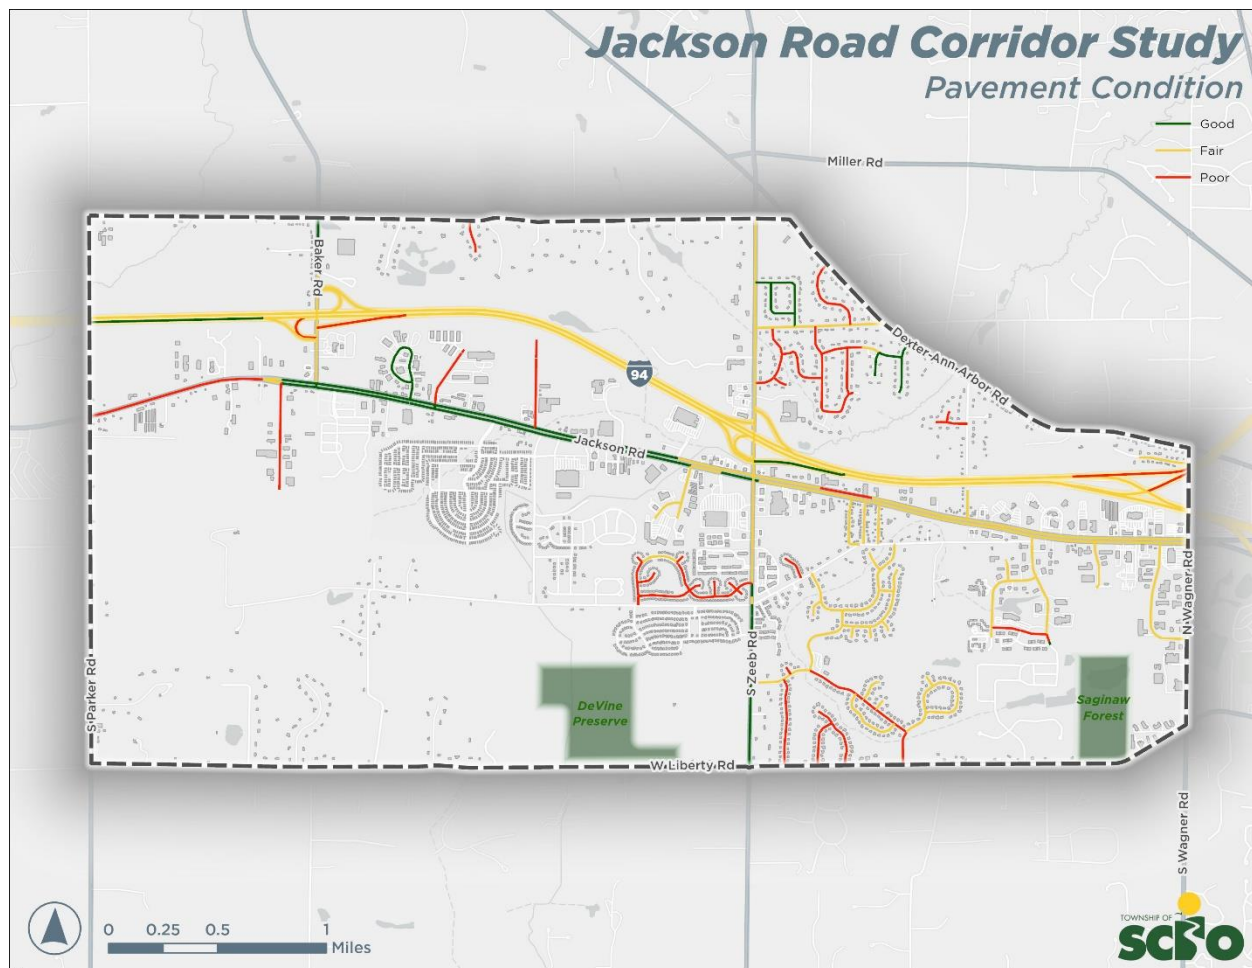 Jackson Road Corridor Study
Pavement Condition
Good
Fair
Poor
Miller Rd
Baker Rd
Dexter-Ann Arbor Rd
94
Jackson Rd
N Wagner Rd
S Zeeb Rd
S Parker Rd
DeVine
Preserve
Saginaw
Forest
W Liberty Rd
S Wagner Rd
0 0.25 0.5 1
Miles
TOWNSHIP OF
SCIO